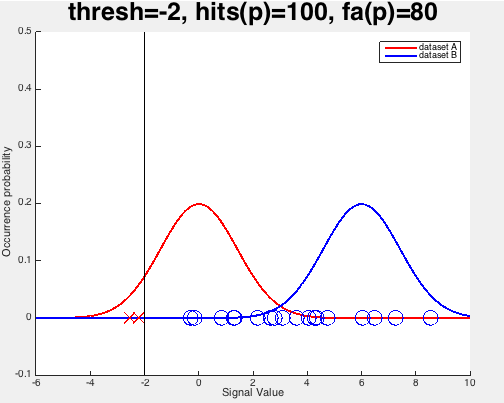 thresh=-2, hits(p)=100, fa(p)=80
dataset A
dataset B
Occurrence probability
0.5
0.4
0.3
0.2
0.1
0
-0.1
-6 -4 -2 0 2 4 6 8 10
Signal Value